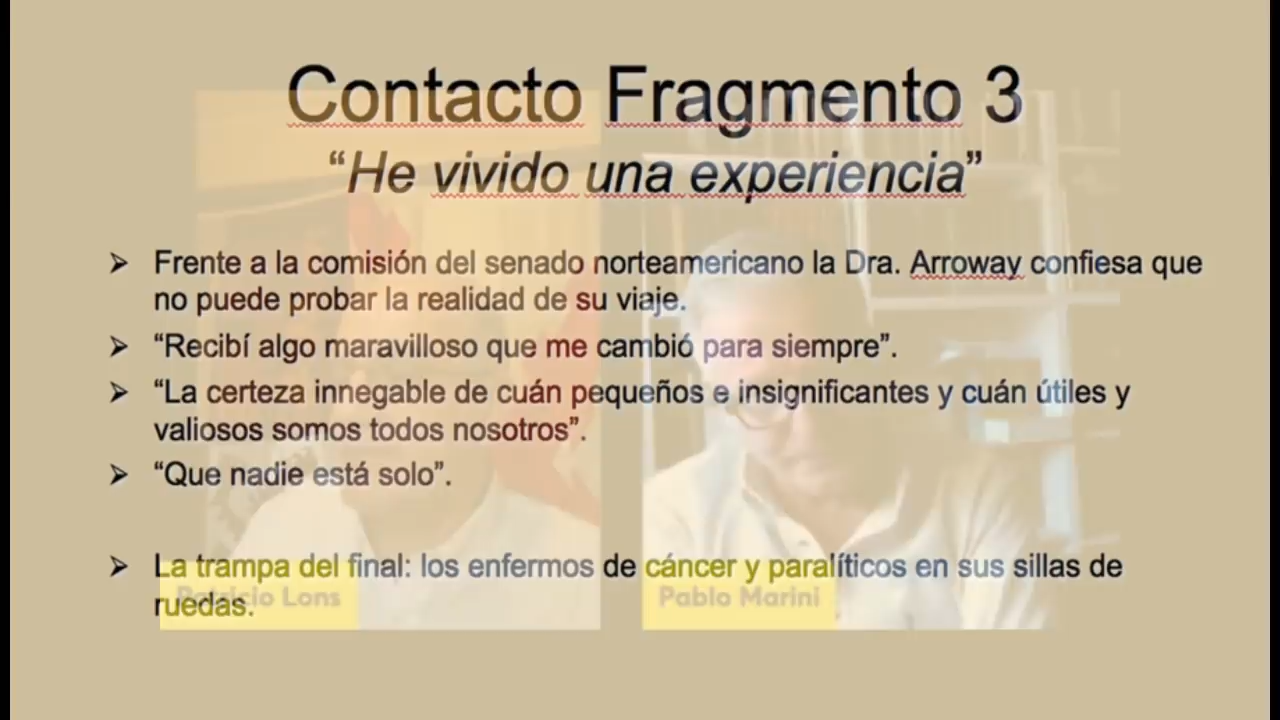 Contacto Fragmento 3
“He vivido una experiencia”
➢ Frente a la comisión del senado norteamericano la Dra. Arroway confiesa que
no puede probar la realidad de su viaje.
➢ “Recibí algo maravilloso que me cambió para siempre”.
➢ “La certeza innegable de cuán pequeños e insignificantes y cuán útiles y
valiosos somos todos nosotros”.
➢ “Que nadie está solo”.
➢ La trampa del final: los enfermos de cáncer y paralíticos en sus sillas de
ruedas.
Patricio Lons
Pablo Marini